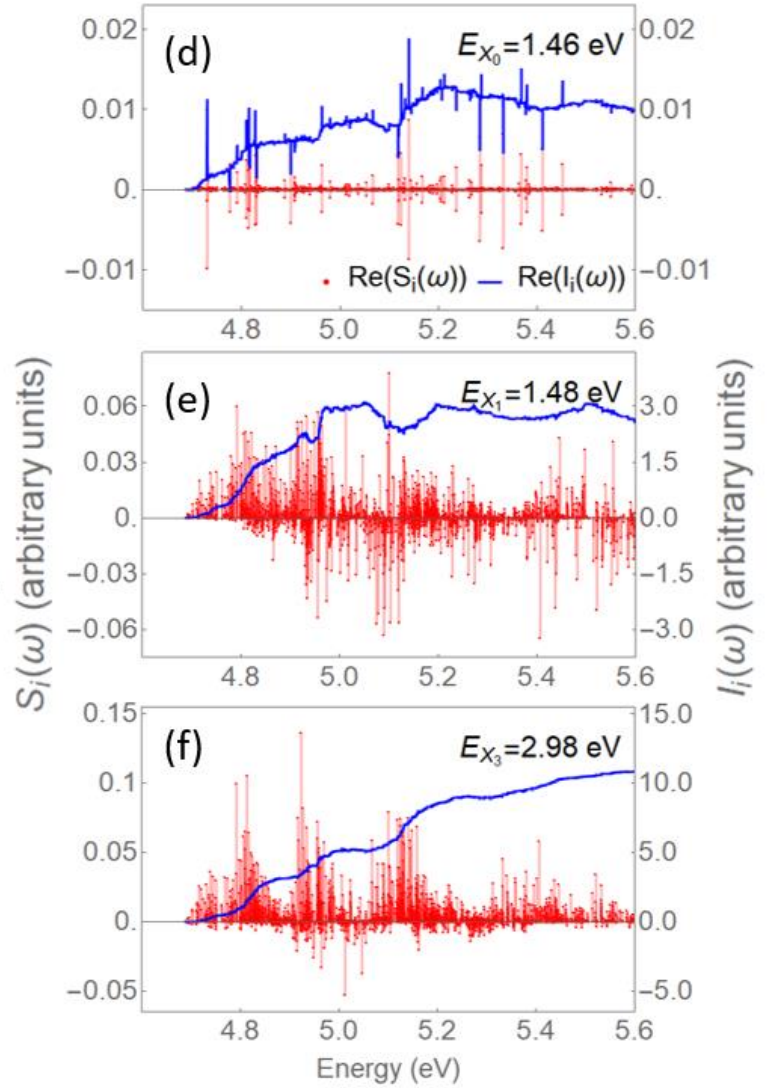 (d)
E_{X_0}=1.46 eV
0.02 0.02
0.01 0.01
0. 0.
−0.01 −0.01
Re(S_i(ω)) Re(I_i(ω))
4.8 5.0 5.2 5.4 5.6
(e)
E_{X_1}=1.48 eV
0.06 3.0
0.03 1.5
0. 0.0
−0.03 −1.5
−0.06 −3.0
4.8 5.0 5.2 5.4 5.6
S_i(ω) (arbitrary units)
I_i(ω) (arbitrary units)
(f)
E_{X_3}=2.98 eV
0.15 15.0
0.1 10.0
0.05 5.0
0. 0.0
−0.05 −5.0
4.8 5.0 5.2 5.4 5.6
Energy (eV)